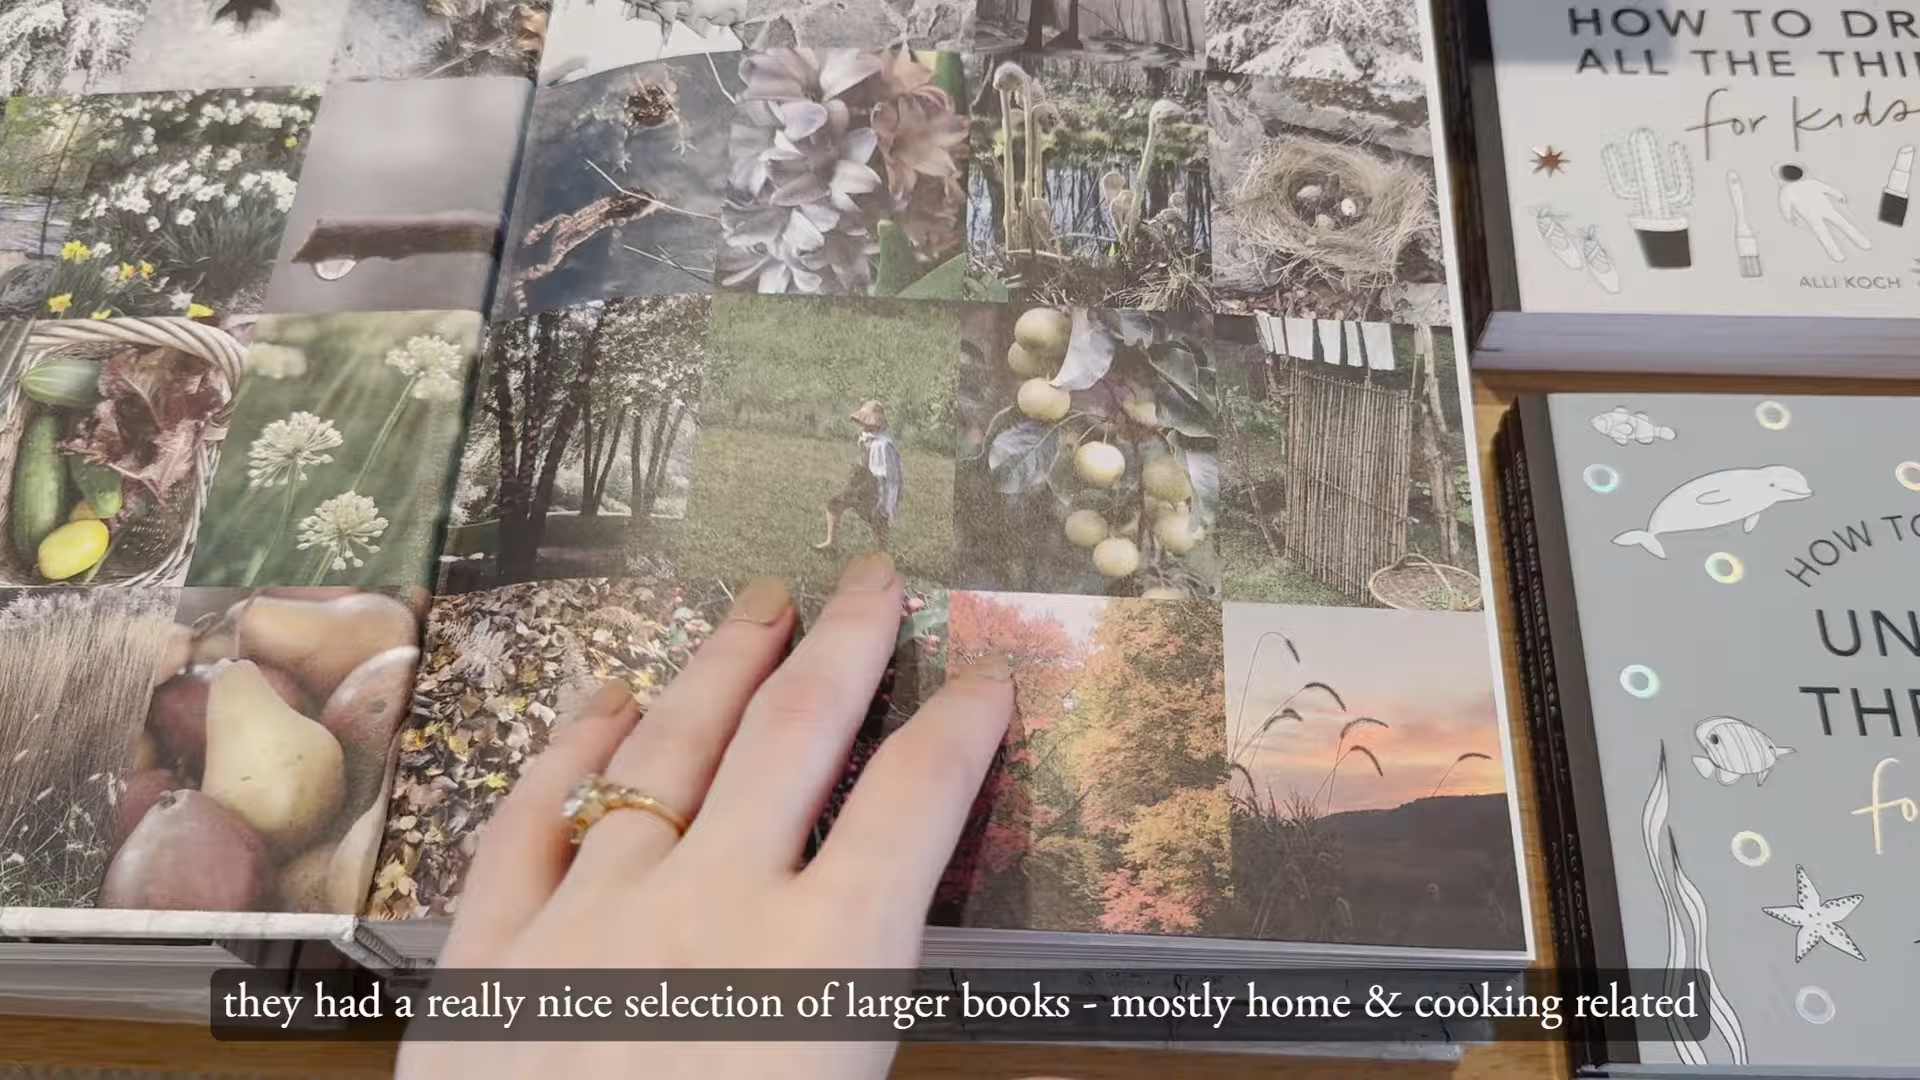 HOW TO DR
ALL THE THI
for kids
ALLI KOCH
HOW TO
UN
THE
fo
they had a really nice selection of larger books - mostly home & cooking related